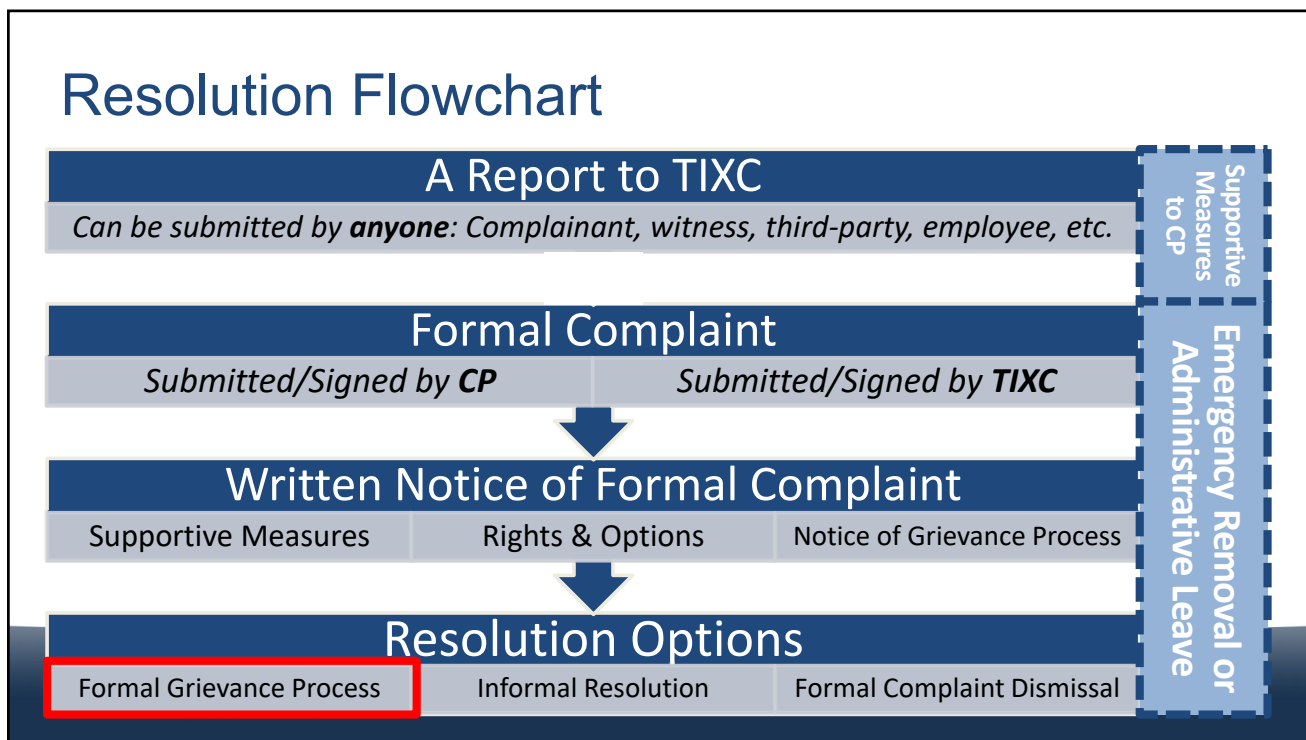 Resolution Flowchart
A Report to TIXC
Can be submitted by anyone: Complainant, witness, third-party, employee, etc.
Supportive
Measures
to CP
Formal Complaint
Submitted/Signed by CP
Submitted/Signed by TIXC
Emergency Removal or
Administrative Leave
Written Notice of Formal Complaint
Supportive Measures
Rights & Options
Notice of Grievance Process
Resolution Options
Formal Grievance Process
Informal Resolution
Formal Complaint Dismissal